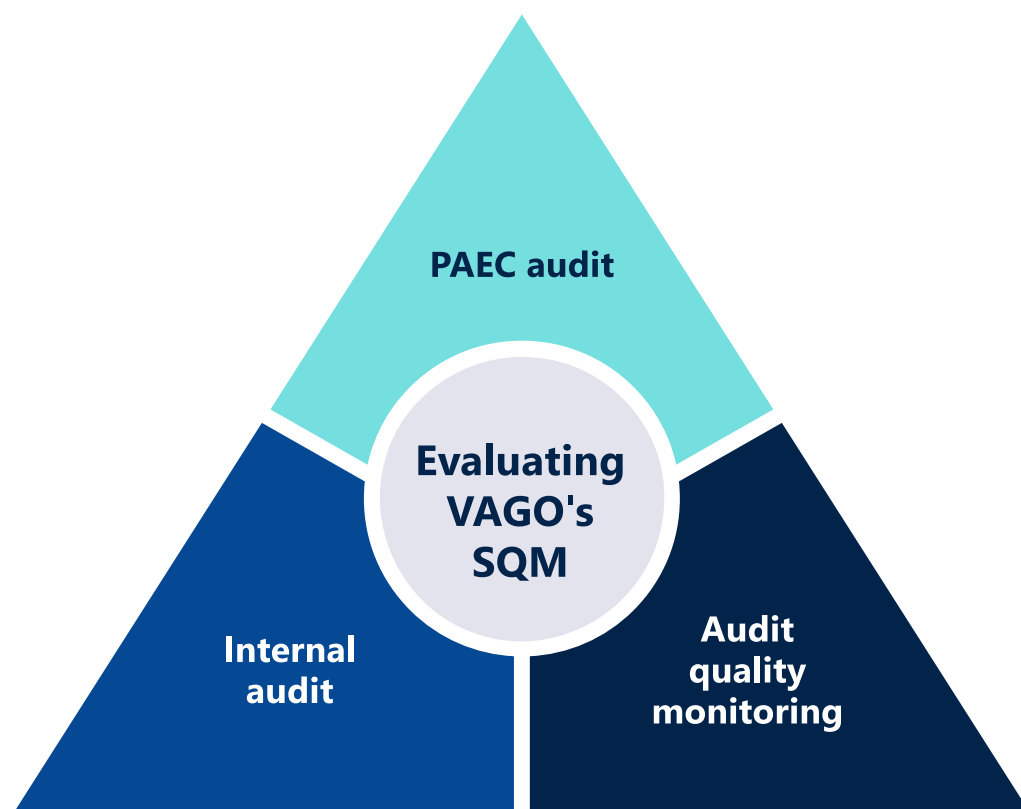 PAEC audit
Evaluating
VAGO's
SQM
Internal
audit
Audit
quality
monitoring